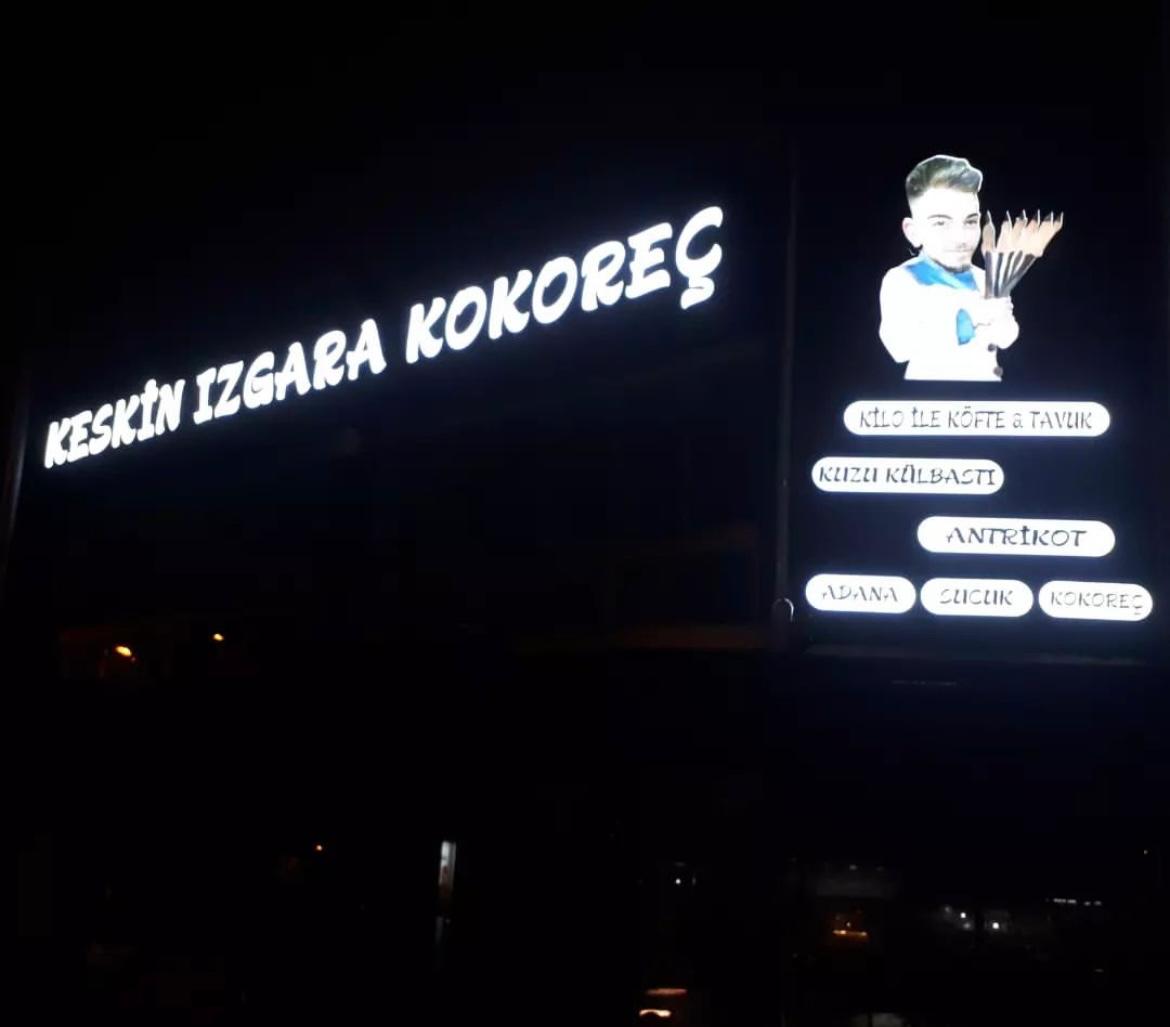 KESKİN IZGARA KOKOREÇ
KİLO İLE KÖFTE & TAVUK
KUZU KÜLBASTI
ANTRİKOT
ADANA SUCUK KOKOREÇ